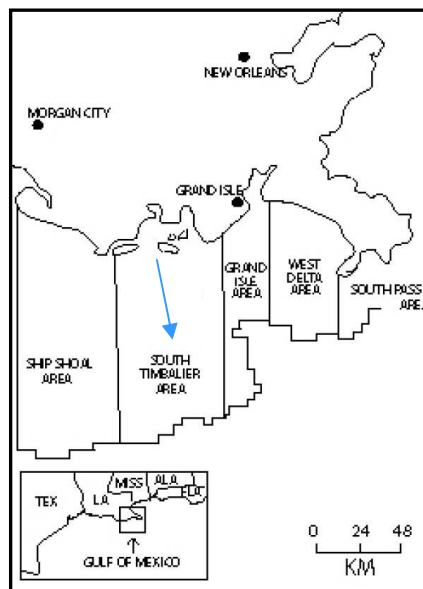 NEW ORLEANS
MORGAN CITY
GRAND ISLE
GRAND
ISLE
AREA
WEST
DELTA
AREA
SOUTH PASS
ARE
SHIP SHOAL
AREA
SOUTH
TIMBALIER
AREA
TEX
LA
MISS
ALA
FLA
GULF OF MEXICO
0 24 48
KM